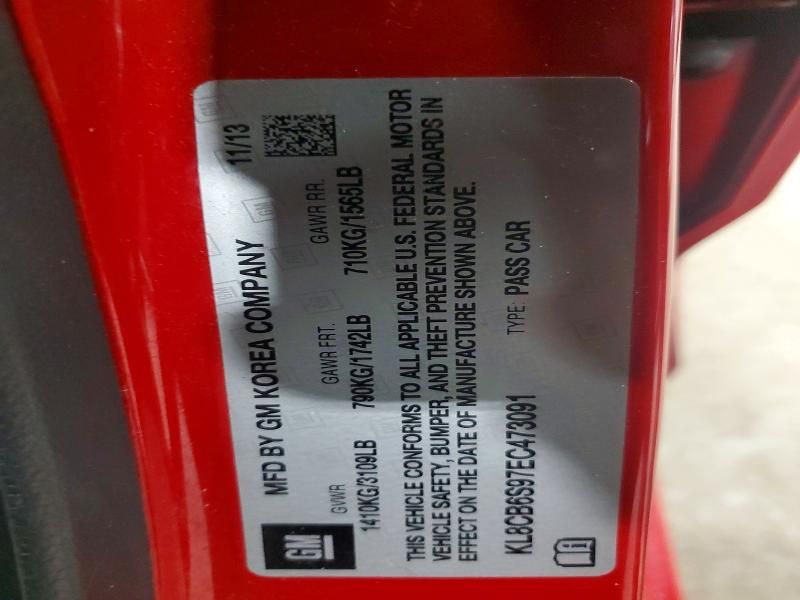 MFD BY GM KOREA COMPANY 11/13
GVWR GAWR FRT. GAWR RR.
1410KG/3109LB 790KG/1742LB 710KG/1565LB
GM
THIS VEHICLE CONFORMS TO ALL APPLICABLE U.S. FEDERAL MOTOR
VEHICLE SAFETY, BUMPER, AND THEFT PREVENTION STANDARDS IN
EFFECT ON THE DATE OF MANUFACTURE SHOWN ABOVE.
KL8CB6S97EC473091 TYPE: PASS CAR